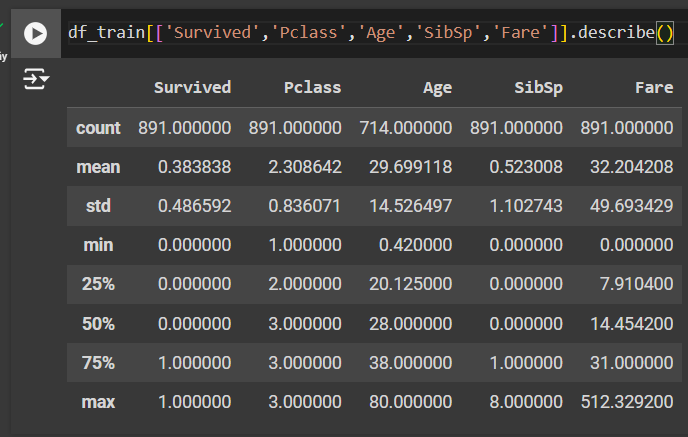 df_train[['Survived','Pclass','Age','SibSp','Fare']].describe()
Survived Pclass Age SibSp Fare
count 891.000000 891.000000 714.000000 891.000000 891.000000
mean 0.383838 2.308642 29.699118 0.523008 32.204208
std 0.486592 0.836071 14.526497 1.102743 49.693429
min 0.000000 1.000000 0.420000 0.000000 0.000000
25% 0.000000 2.000000 20.125000 0.000000 7.910400
50% 0.000000 3.000000 28.000000 0.000000 14.454200
75% 1.000000 3.000000 38.000000 1.000000 31.000000
max 1.000000 3.000000 80.000000 8.000000 512.329200